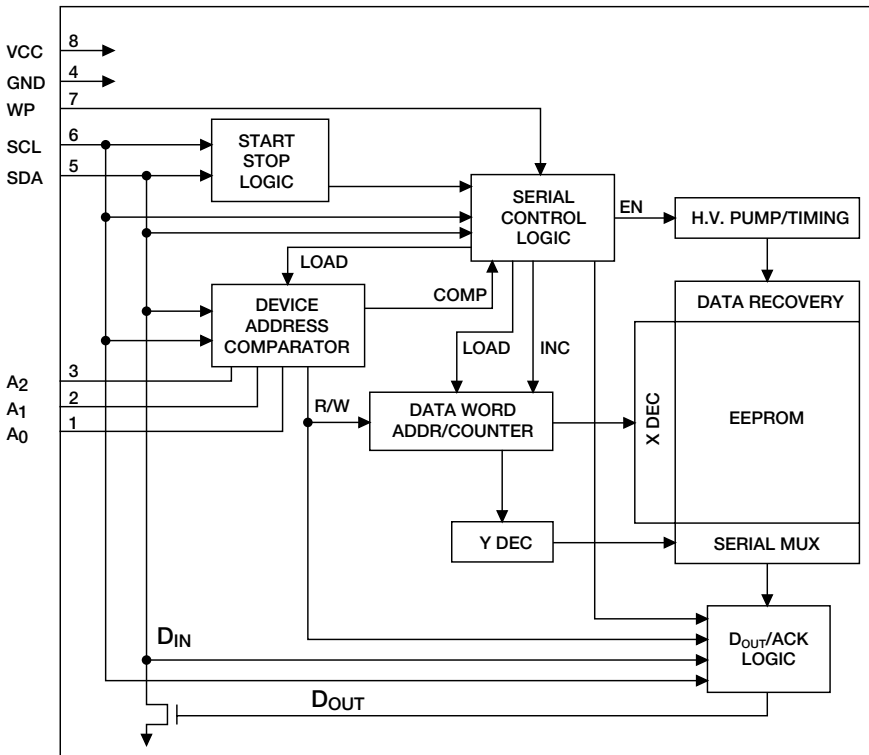 VCC 8
GND 4
WP 7
SCL 6
SDA 5
START
STOP
LOGIC
SERIAL
CONTROL
LOGIC
EN
H.V. PUMP/TIMING
LOAD
COMP
DEVICE
ADDRESS
COMPARATOR
DATA RECOVERY
LOAD
INC
A2 3
A1 2
A0 1
R/W
DATA WORD
ADDR/COUNTER
X DEC
EEPROM
Y DEC
SERIAL MUX
DIN
DOUT/ACK
LOGIC
DOUT